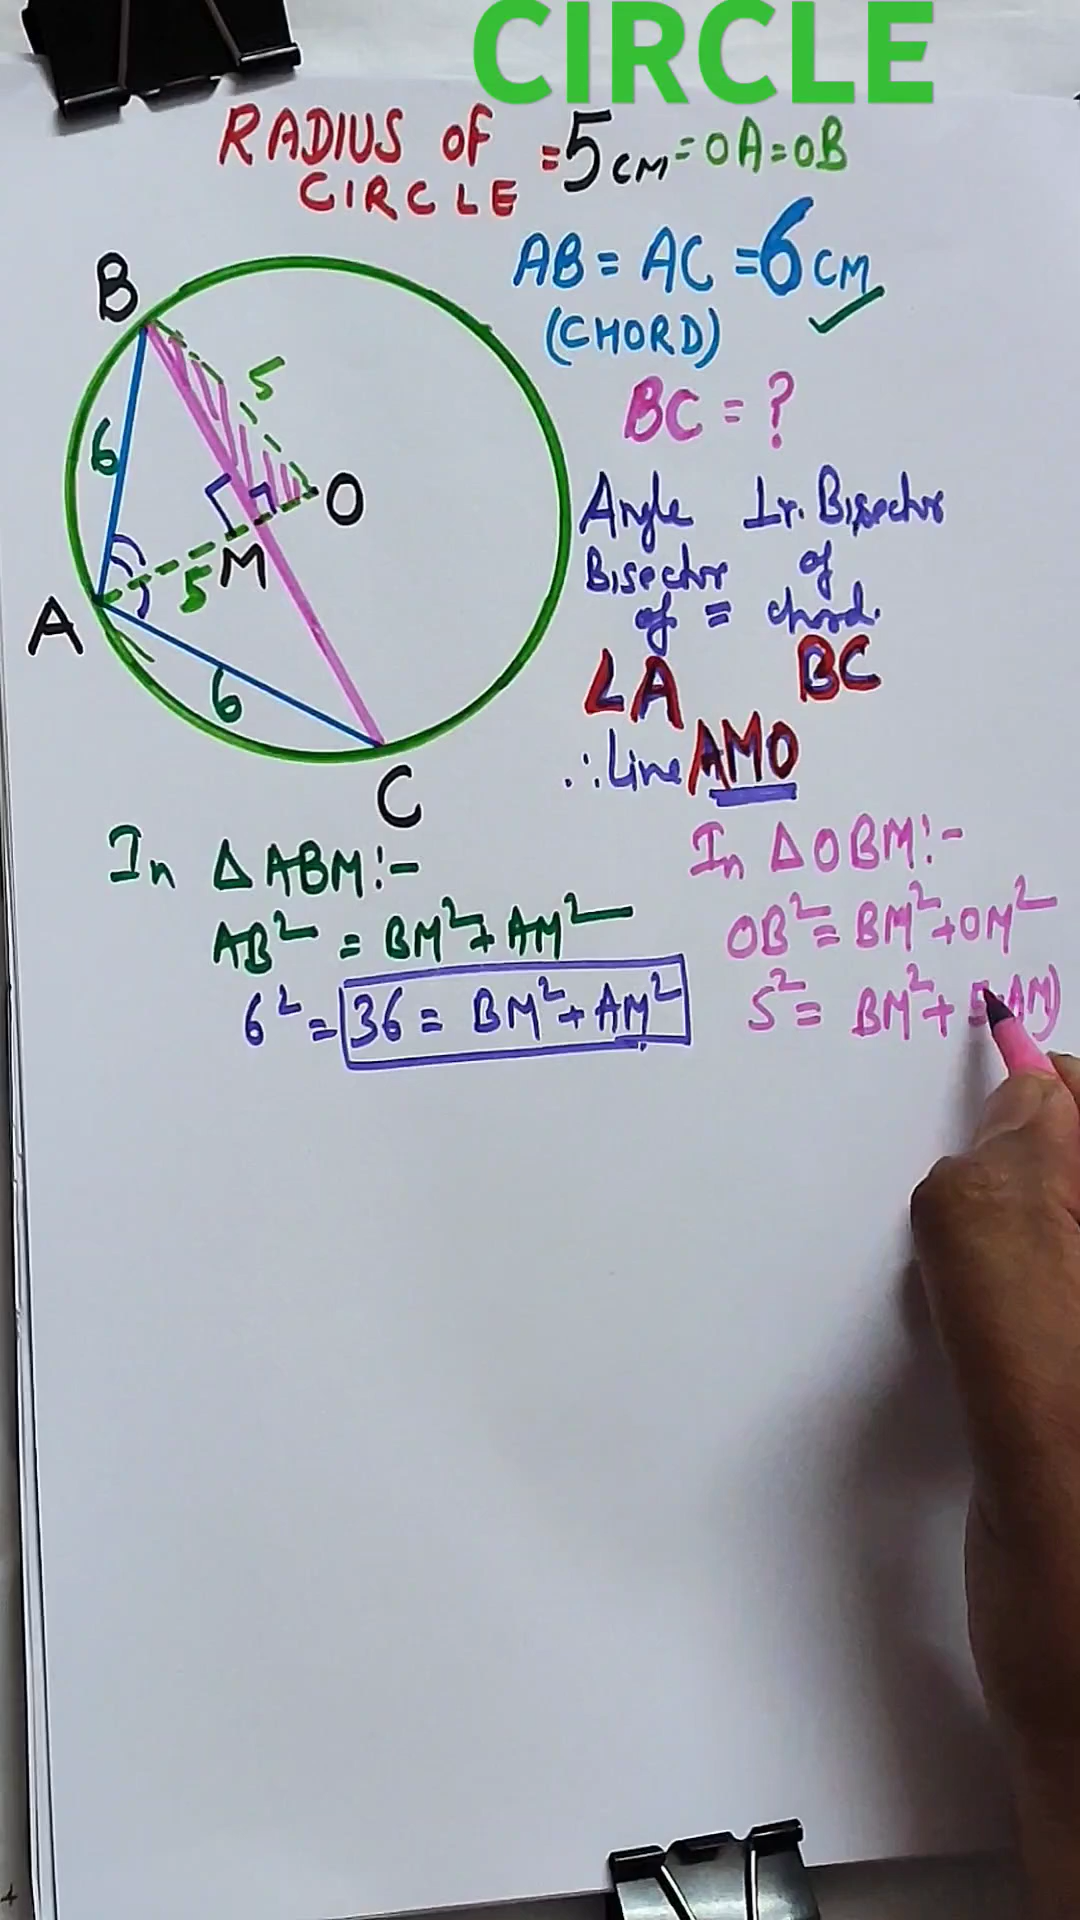 CIRCLE
RADIUS OF
CIRCLE
=5cm=OA=OB
AB = AC = 6cm
(CHORD)
BC = ?
B
5
6
O
M
5
A
6
C
Angle
Bisector
of
∠A
=
⊥r. Bisector
of
chord.
BC
∴ Line AMO
In ΔABM:-
AB² = BM² + AM²
6² = 36 = BM² + AM²
In ΔOBM:-
OB² = BM² + OM²
5² = BM² + AM)